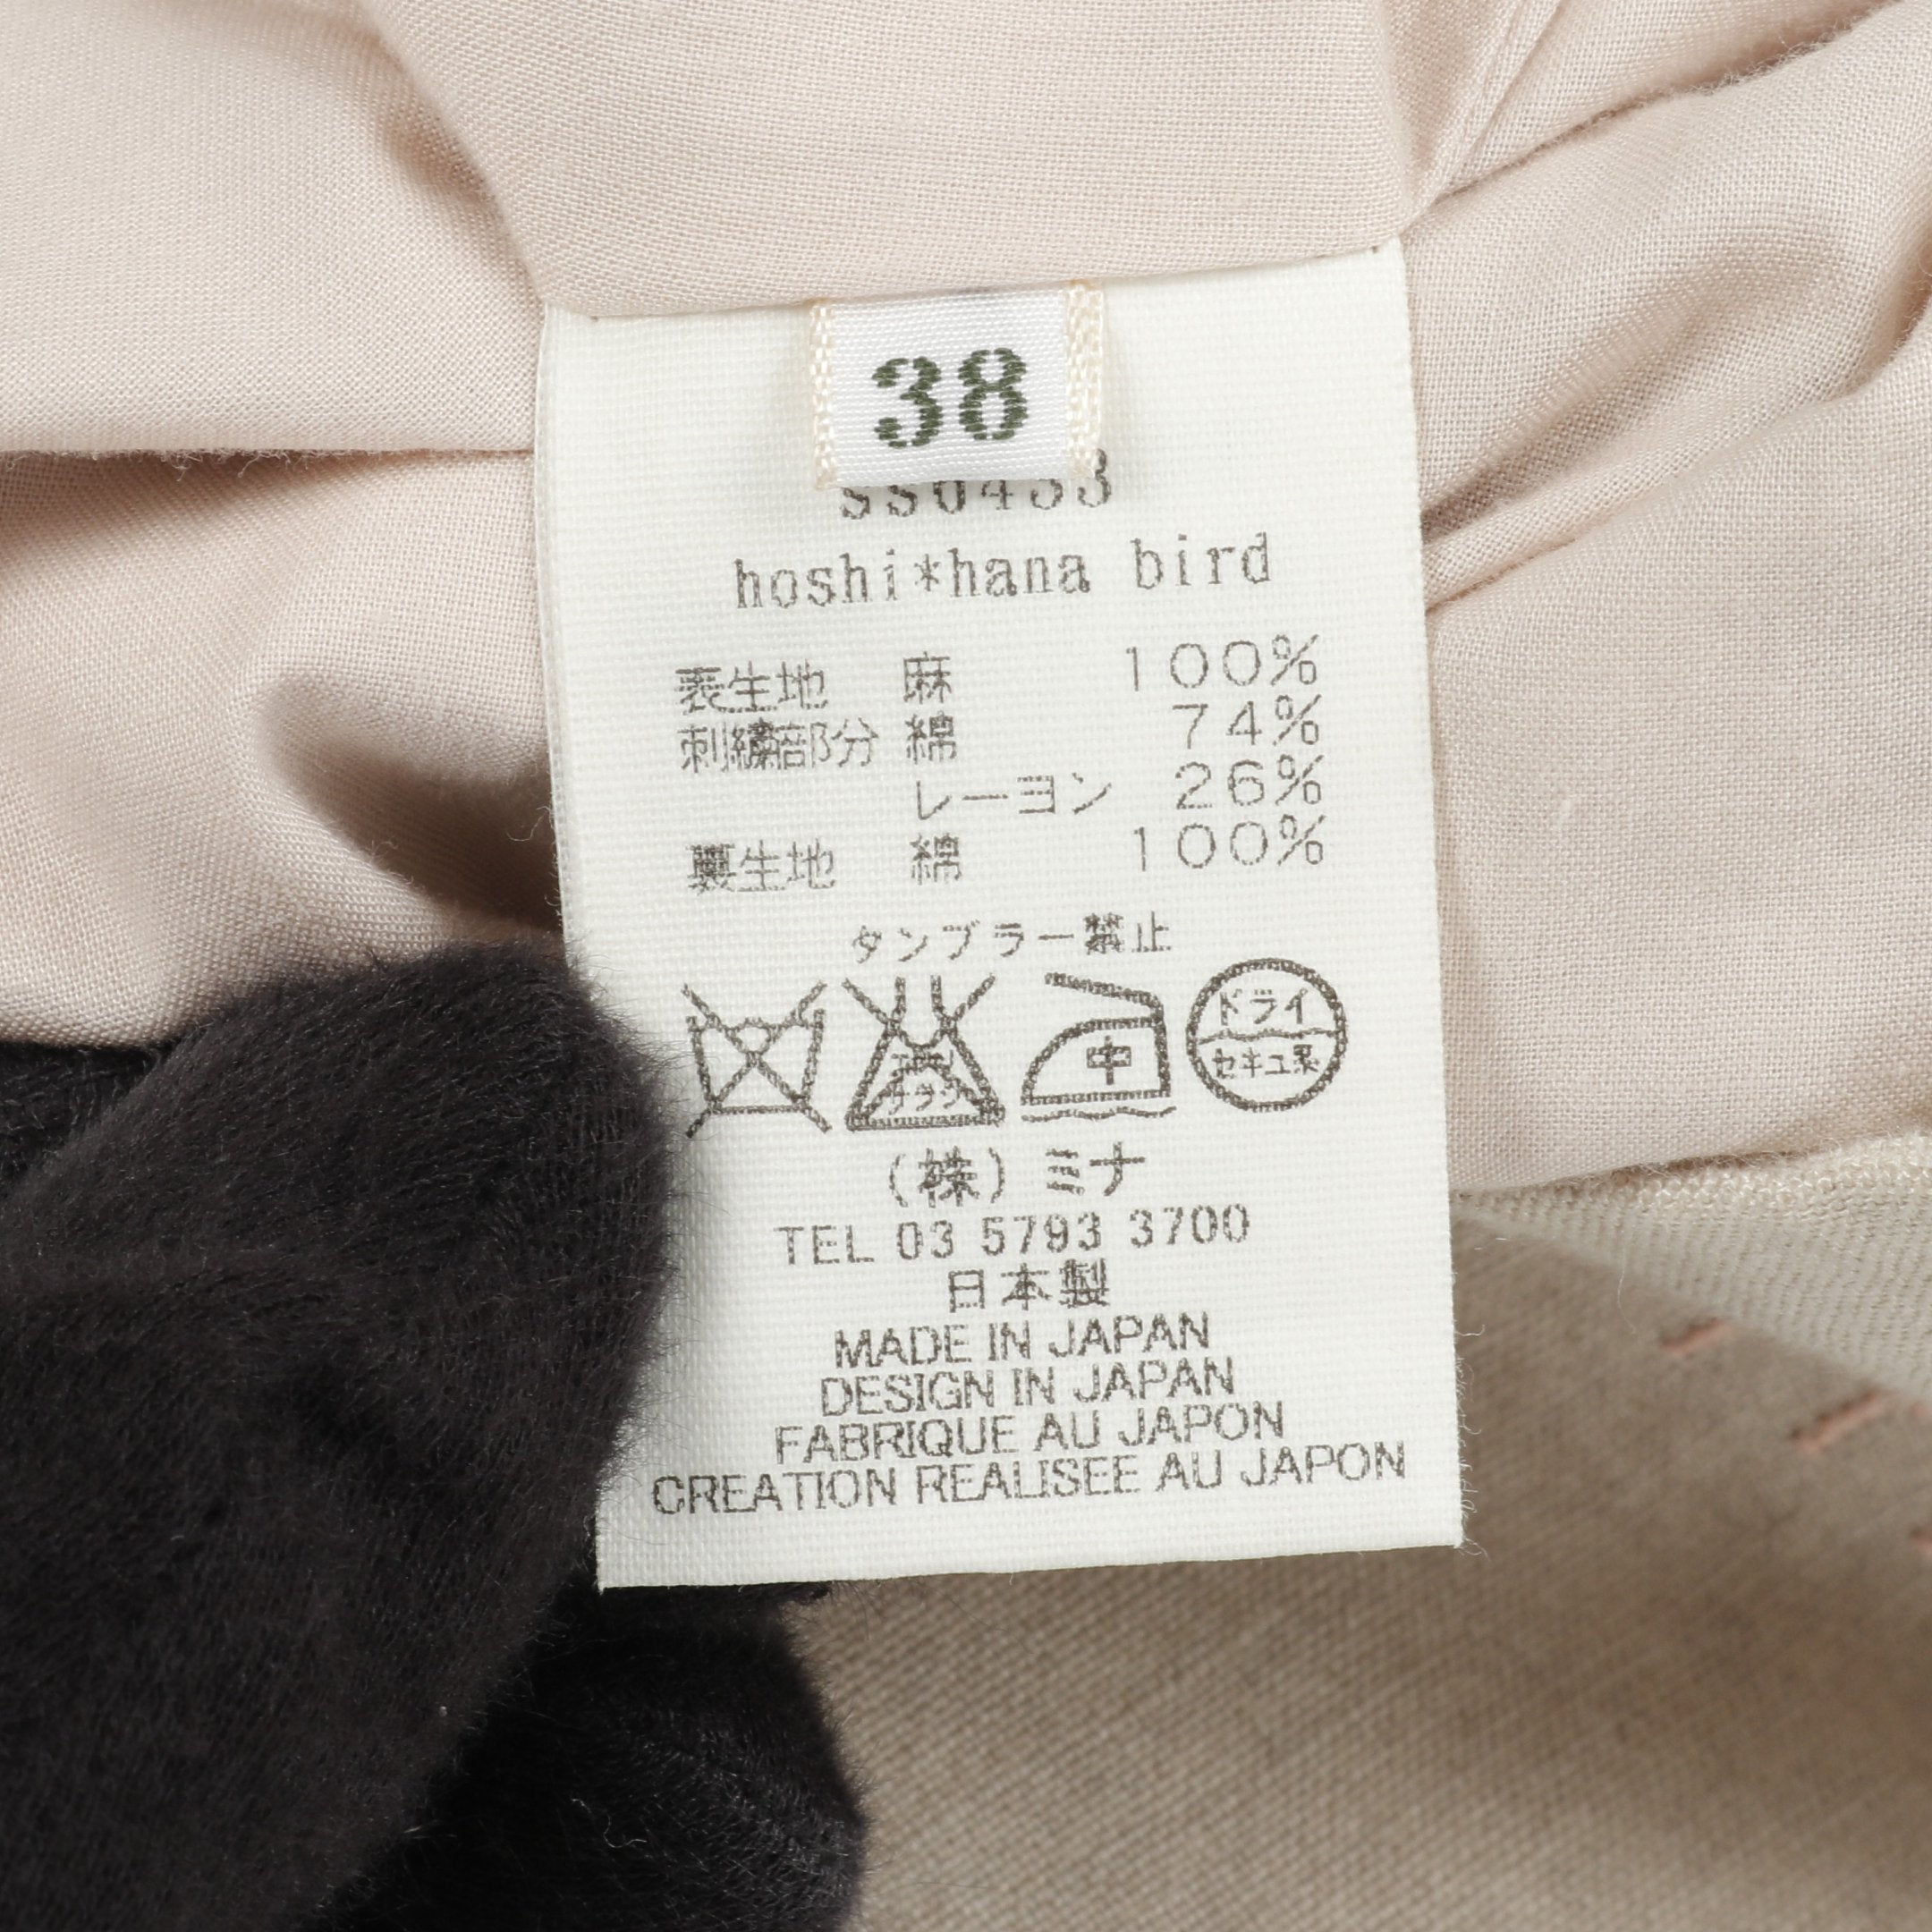 38
hoshi*hana bird
表生地 麻 100%
刺繍部分 綿 74%
レーヨン 26%
裏生地 綿 100%
タンブラー禁止
中
ドライ
セキユ系
(株)ミナ
TEL 03 5793 3700
日本製
MADE IN JAPAN
DESIGN IN JAPAN
FABRIQUE AU JAPON
CREATION REALISEE AU JAPON